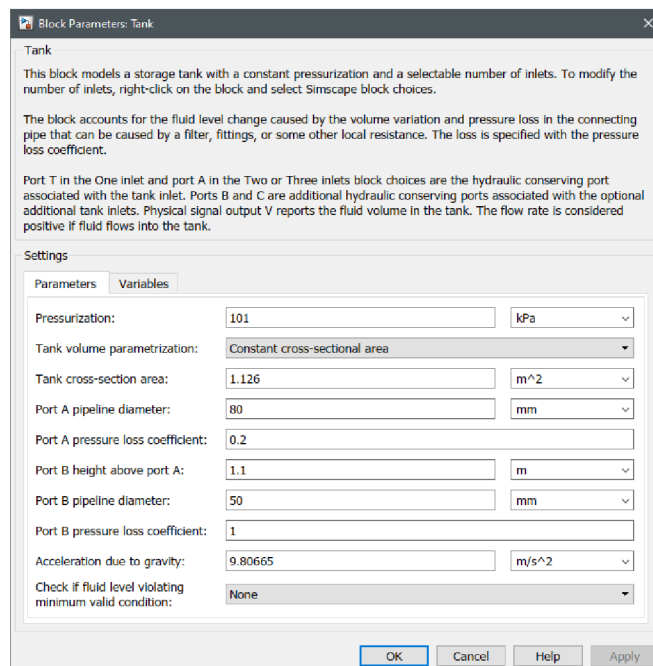 Block Parameters: Tank
Tank
This block models a storage tank with a constant pressurization and a selectable number of inlets. To modify the
number of inlets, right-click on the block and select Simscape block choices.
The block accounts for the fluid level change caused by the volume variation and pressure loss in the connecting
pipe that can be caused by a filter, fittings, or some other local resistance. The loss is specified with the pressure
loss coefficient.
Port T in the One inlet and port A in the Two or Three inlets block choices are the hydraulic conserving port
associated with the tank inlet. Ports B and C are additional hydraulic conserving ports associated with the optional
additional tank inlets. Physical signal output V reports the fluid volume in the tank. The flow rate is considered
positive if fluid flows into the tank.
Settings
Parameters Variables
Pressurization: 101 kPa
Tank volume parametrization: Constant cross-sectional area
Tank cross-section area: 1.126 m^2
Port A pipeline diameter: 80 mm
Port A pressure loss coefficient: 0.2
Port B height above port A: 1.1 m
Port B pipeline diameter: 50 mm
Port B pressure loss coefficient: 1
Acceleration due to gravity: 9.80665 m/s^2
Check if fluid level violating
minimum valid condition: None
OK Cancel Help Apply